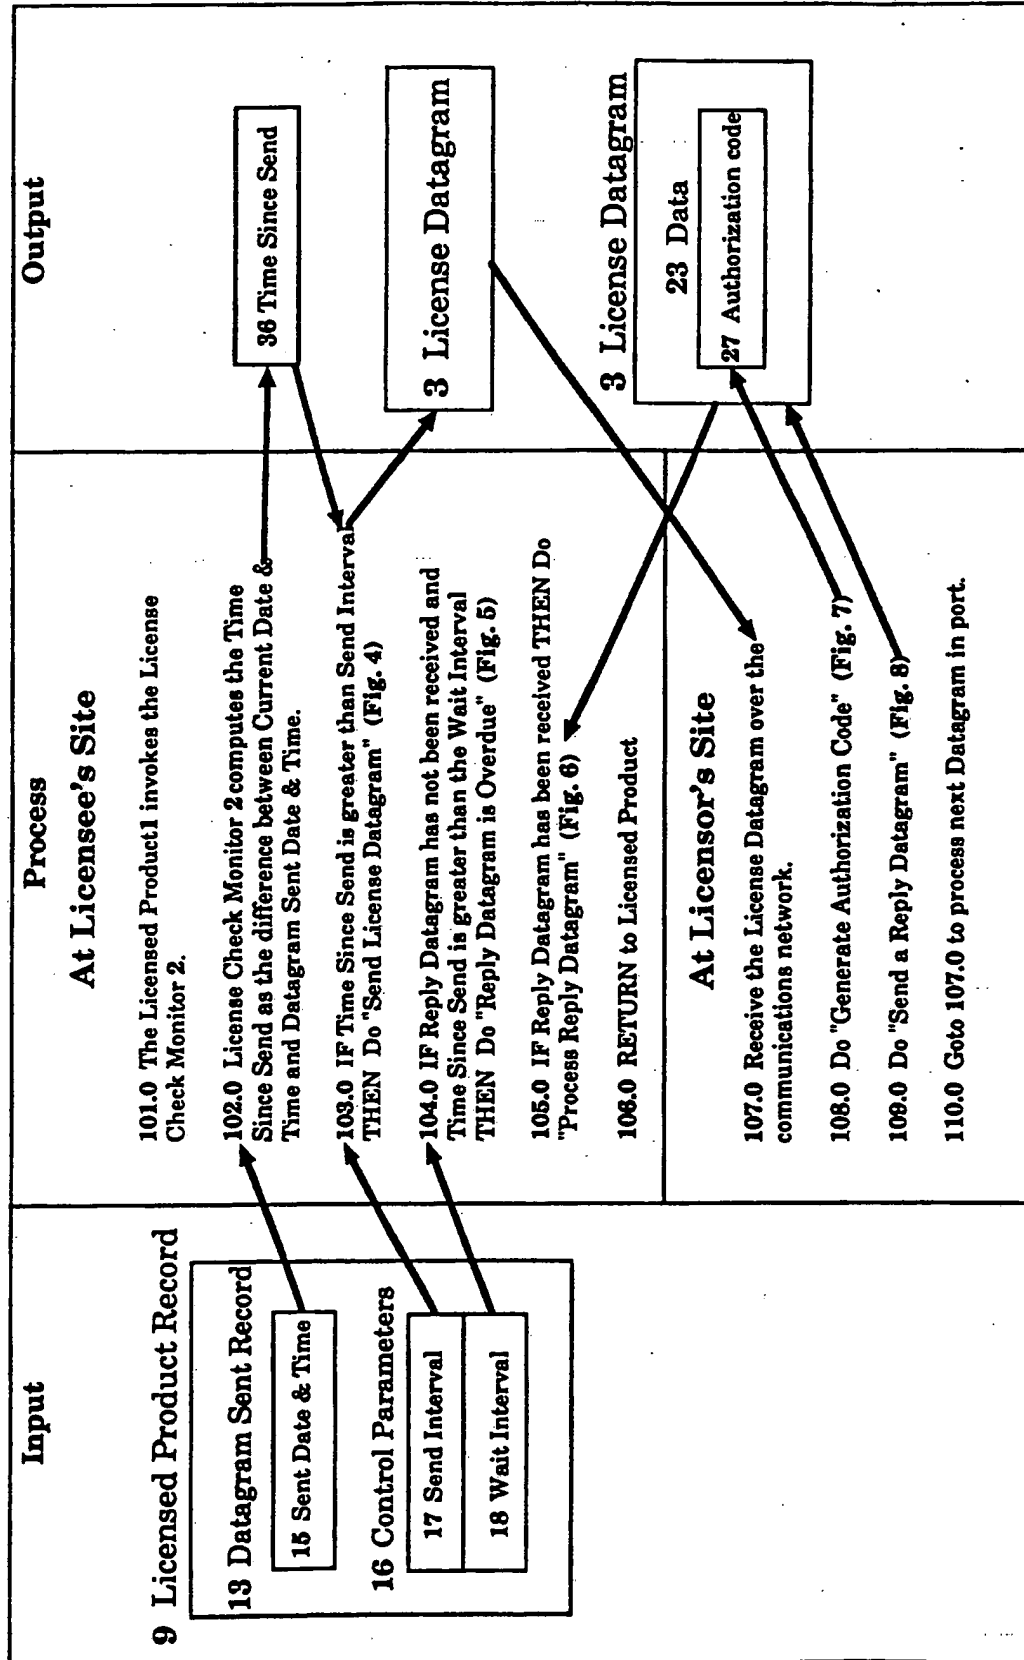 Input
9 Licensed Product Record
13 Datagram Sent Record
15 Sent Date & Time
16 Control Parameters
17 Send Interval
18 Wait Interval
Process
At Licensee's Site
101.0 The Licensed Product1 invokes the License
Check Monitor 2.
102.0 License Check Monitor 2 computes the Time
Since Send as the difference between Current Date &
Time and Datagram Sent Date & Time.
103.0 IF Time Since Send is greater than Send Interval
THEN Do "Send License Datagram" (Fig. 4)
104.0 IF Reply Datagram has not been received and
Time Since Send is greater than the Wait Interval
THEN Do "Reply Datagram is Overdue" (Fig. 5)
105.0 IF Reply Datagram has been received THEN Do
"Process Reply Datagram" (Fig. 6)
106.0 RETURN to Licensed Product
At Licensor's Site
107.0 Receive the License Datagram over the
communications network.
108.0 Do "Generate Authorization Code" (Fig. 7)
109.0 Do "Send a Reply Datagram" (Fig. 8)
110.0 Goto 107.0 to process next Datagram in port.
Output
36 Time Since Send
3 License Datagram
3 License Datagram
23 Data
27 Authorization code